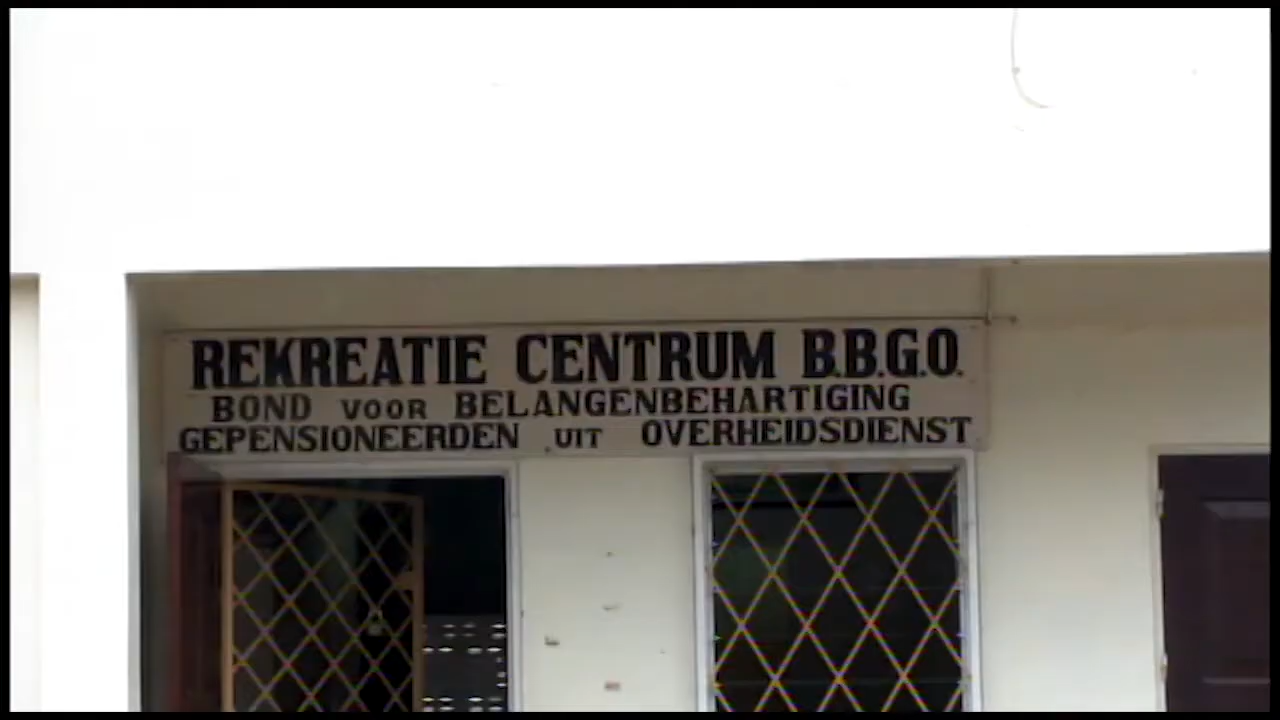 REKREATIE CENTRUM B.B.G.O.
BOND VOOR BELANGENBEHARTIGING
GEPENSIONEERDEN UIT OVERHEIDSDIENST